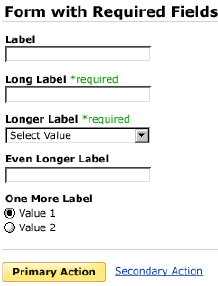 Form with Required Fields
Label
Long Label *required
Longer Label *required
Select Value
Even Longer Label
One More Label
Value 1
Value 2
Primary Action Secondary Action